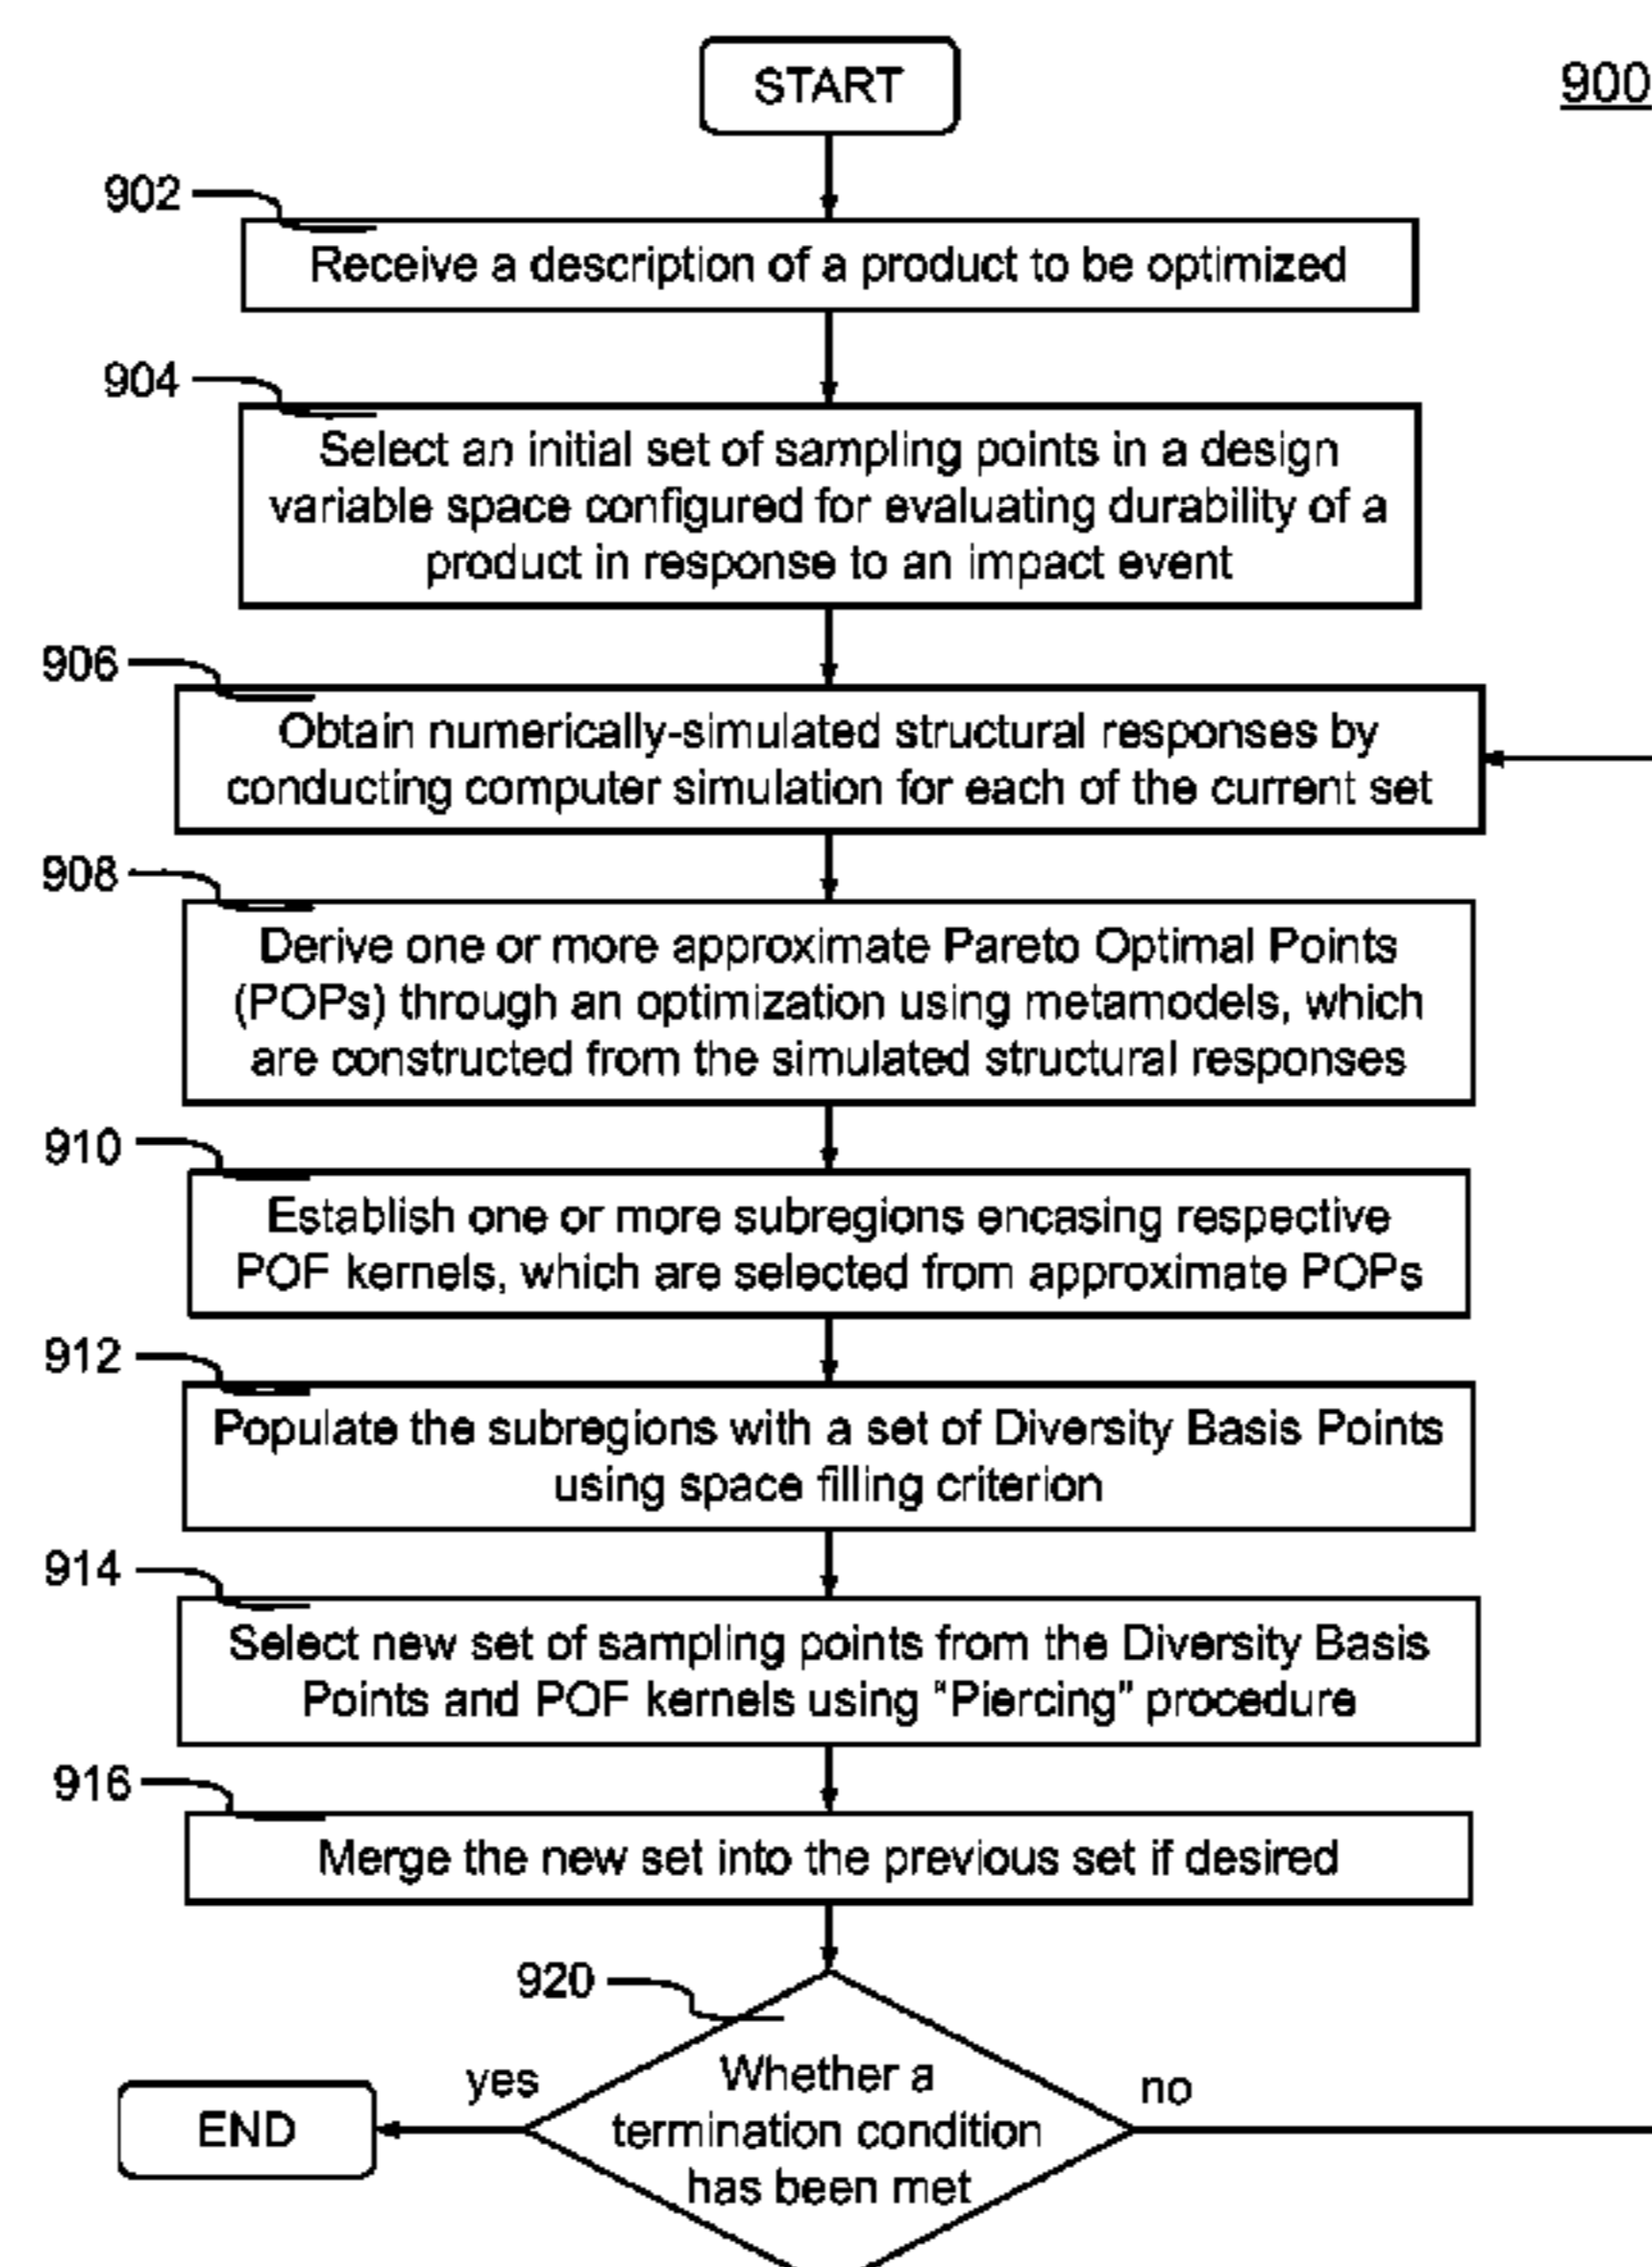 START
900
902
Receive a description of a product to be optimized
904
Select an initial set of sampling points in a design
variable space configured for evaluating durability of a
product in response to an impact event
906
Obtain numerically-simulated structural responses by
conducting computer simulation for each of the current set
908
Derive one or more approximate Pareto Optimal Points
(POPs) through an optimization using metamodels, which
are constructed from the simulated structural responses
910
Establish one or more subregions encasing respective
POF kernels, which are selected from approximate POPs
912
Populate the subregions with a set of Diversity Basis Points
using space filling criterion
914
Select new set of sampling points from the Diversity Basis
Points and POF kernels using “Piercing” procedure
916
Merge the new set into the previous set if desired
920
Whether a
termination condition
has been met
yes
no
END